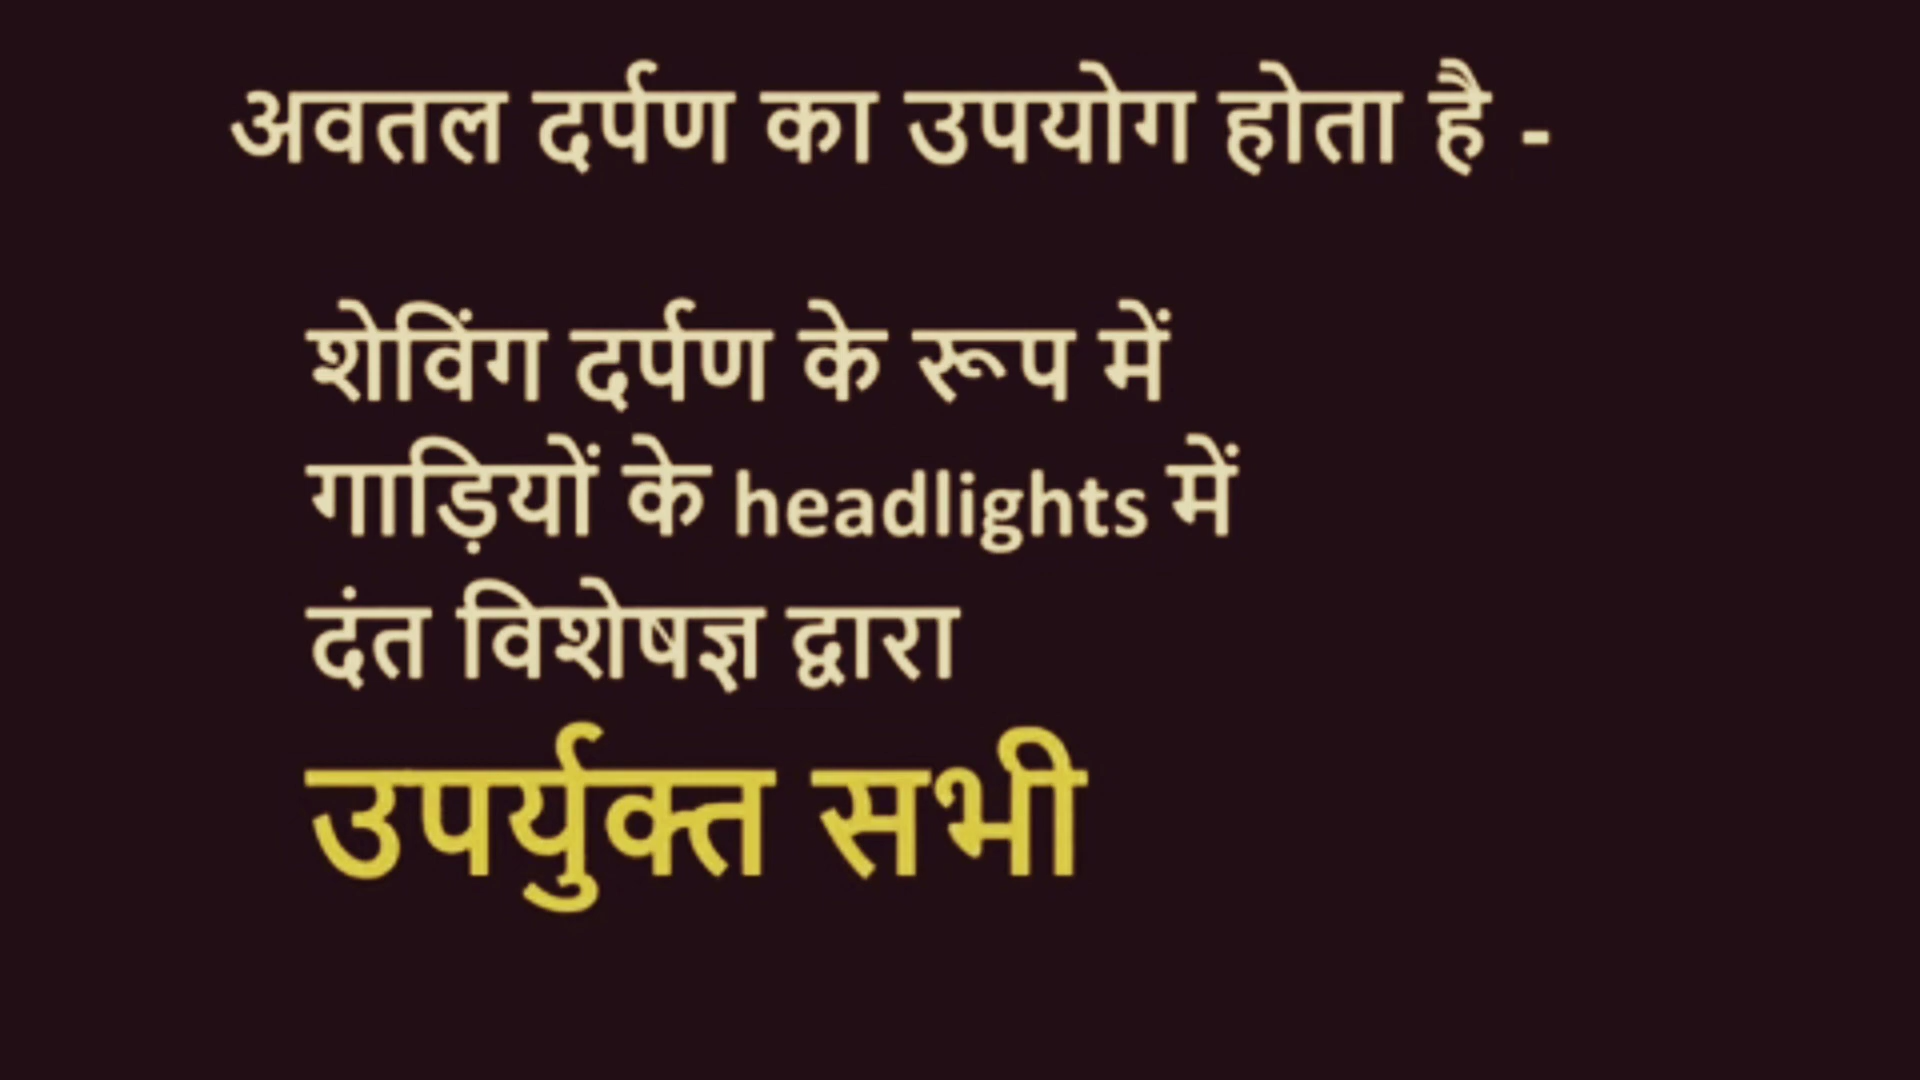 अवतल दर्पण का उपयोग होता है -
शेविंग दर्पण के रूप में
गाड़ियों के headlights में
दंत विशेषज्ञ द्वारा
उपर्युक्त सभी